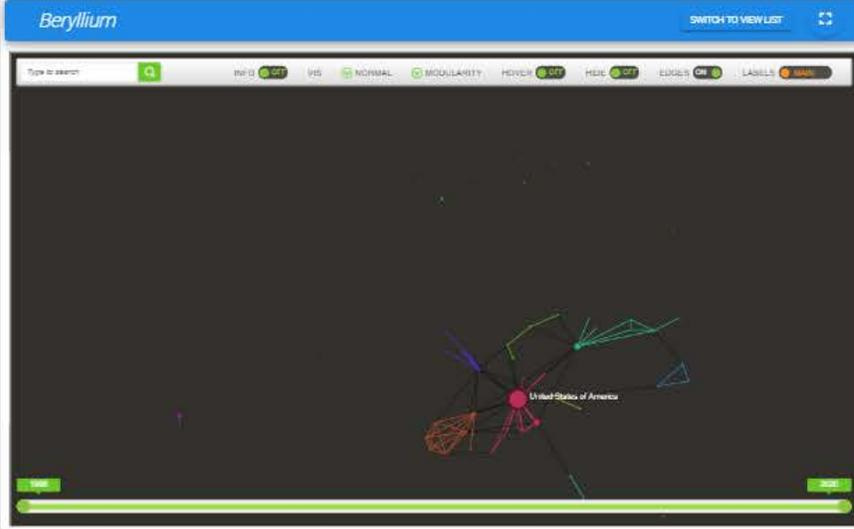 Beryllium
SWITCH TO VIEW LIST
Type to search
INFO OFF VIS NORMAL MODULARITY HOVER OFF HIDE OFF EDGES ON LABELS MAIN
United States of America
2020